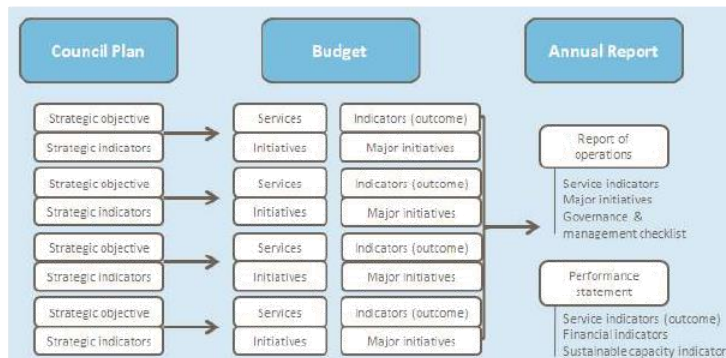 Council Plan
Budget
Annual Report
Strategic objective
Strategic indicators
Services
Initiatives
Indicators (outcome)
Major initiatives
Strategic objective
Strategic indicators
Services
Initiatives
Indicators (outcome)
Major initiatives
Strategic objective
Strategic indicators
Services
Initiatives
Indicators (outcome)
Major initiatives
Strategic objective
Strategic indicators
Services
Initiatives
Indicators (outcome)
Major initiatives
Report of
operations
Service indicators
Major initiatives
Governance &
management checklist
Performance
statement
Service indicators (outcome)
Financial indicators
Sustainable capacity indicator